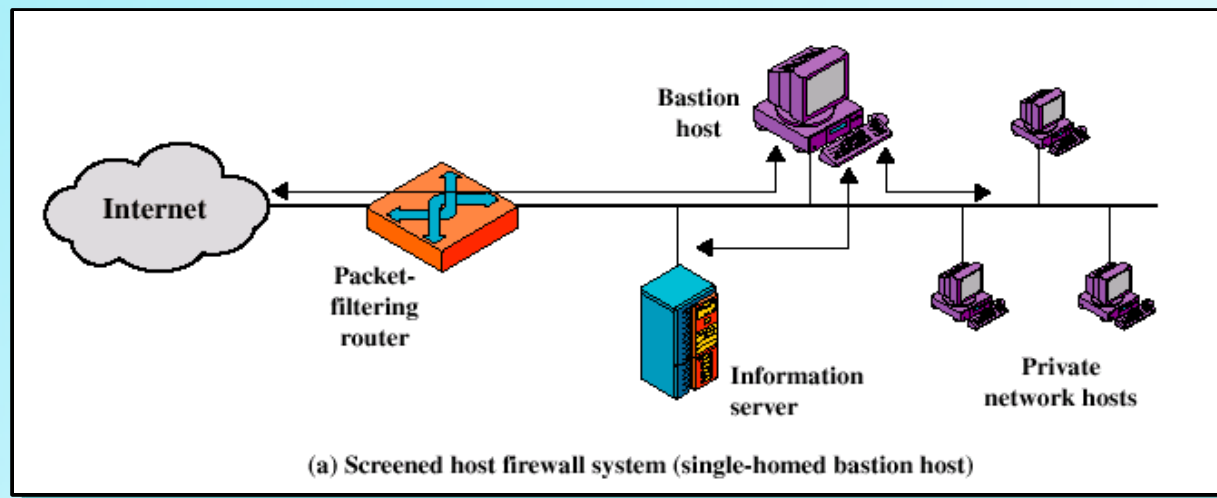 Bastion
host
Internet
Packet-
filtering
router
Information
server
Private
network hosts
(a) Screened host firewall system (single-homed bastion host)